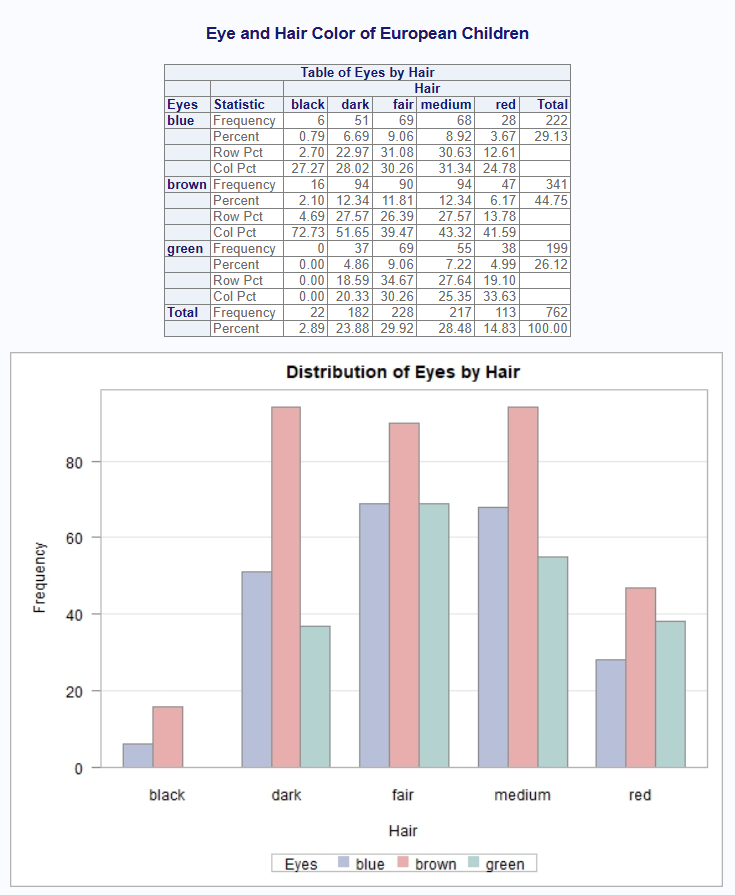 Eye and Hair Color of European Children
Table of Eyes by Hair
Hair
Eyes Statistic black dark fair medium red Total
blue Frequency 6 51 69 68 28 222
Percent 0.79 6.69 9.06 8.92 3.67 29.13
Row Pct 2.70 22.97 31.08 30.63 12.61
Col Pct 27.27 28.02 30.26 31.34 24.78
brown Frequency 16 94 90 94 47 341
Percent 2.10 12.34 11.81 12.34 6.17 44.75
Row Pct 4.69 27.57 26.39 27.57 13.78
Col Pct 72.73 51.65 39.47 43.32 41.59
green Frequency 0 37 69 55 38 199
Percent 0.00 4.86 9.06 7.22 4.99 26.12
Row Pct 0.00 18.59 34.67 27.64 19.10
Col Pct 0.00 20.33 30.26 25.35 33.63
Total Frequency 22 182 228 217 113 762
Percent 2.89 23.88 29.92 28.48 14.83 100.00
Distribution of Eyes by Hair
Frequency
80
60
40
20
0
black dark fair medium red
Hair
Eyes blue brown green